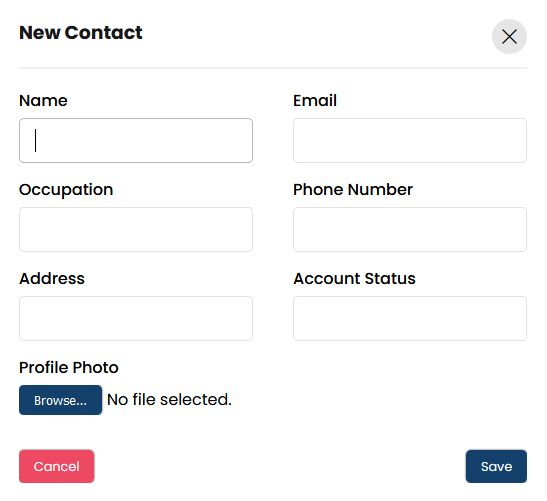 New Contact
Name
Email
Occupation
Phone Number
Address
Account Status
Profile Photo
Browse... No file selected.
Cancel
Save